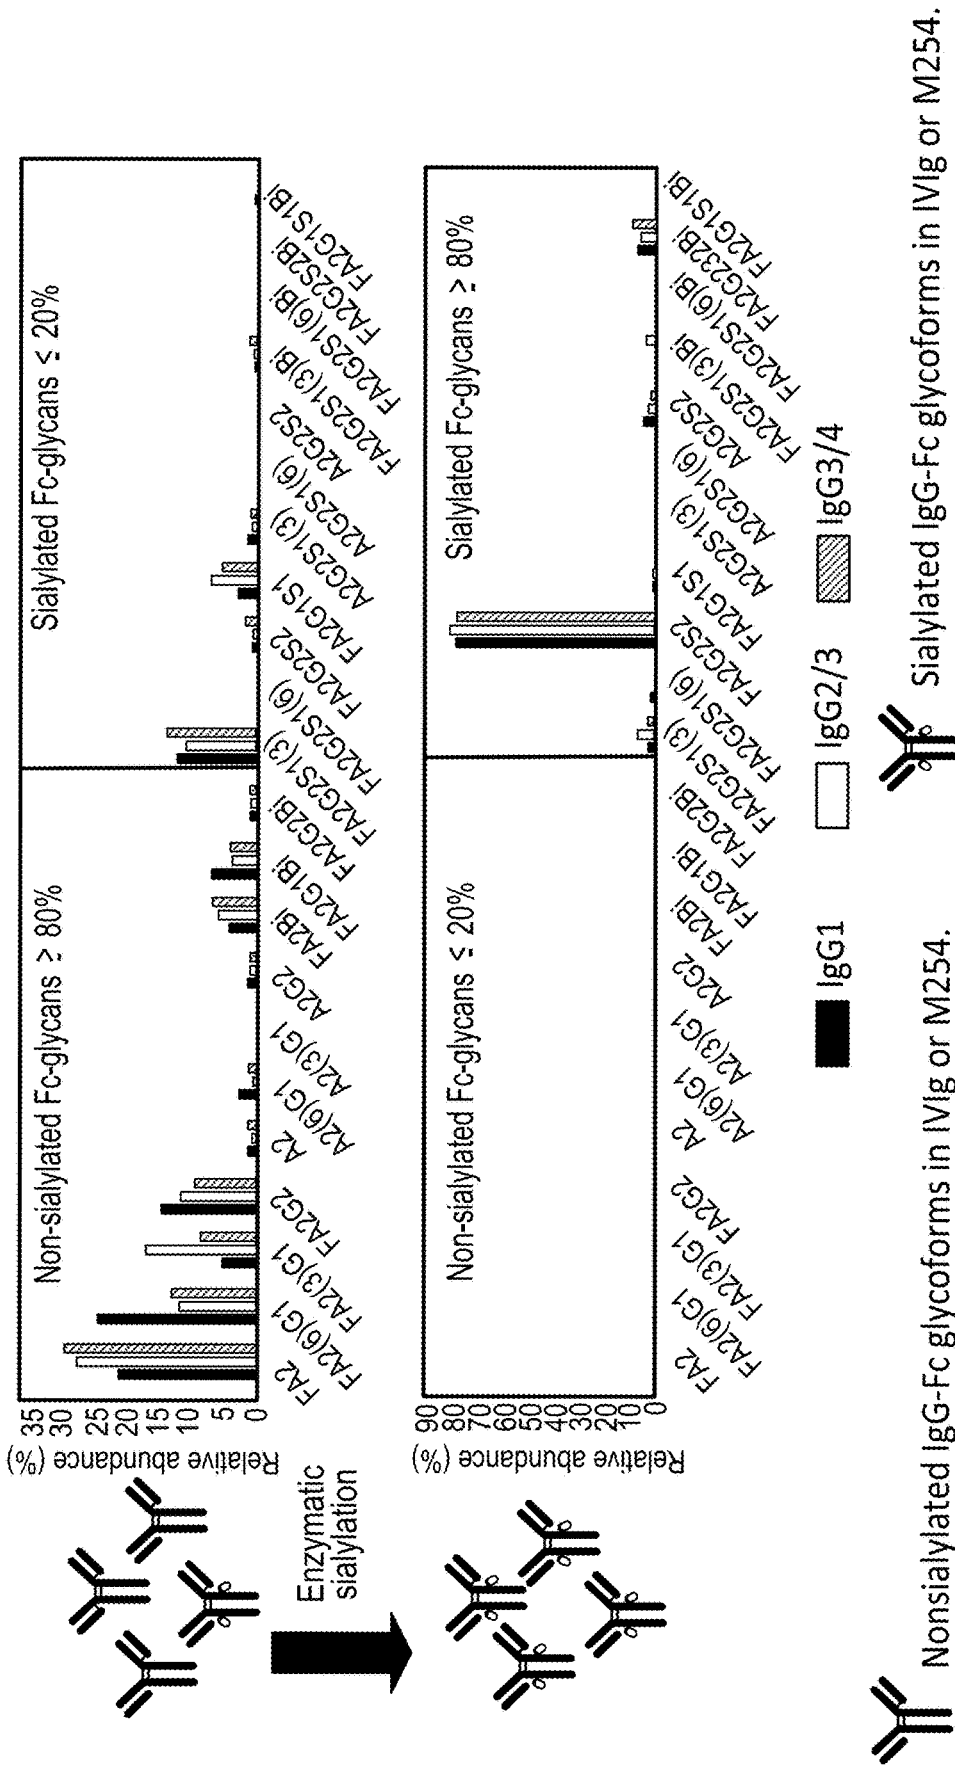 Relative abundance (%)
35
30
25
20
15
10
5
0
Non-sialylated Fc-glycans ≥ 80%
Sialylated Fc-glycans ≤ 20%
FA2
FA2(6)G1
FA2(3)G1
FA2G2
A2
A2(6)G1
A2(3)G1
A2G2
FA2Bi
FA2G1Bi
FA2G2Bi
FA2G2S1(3)
FA2G2S1(6)
FA2G2S2
FA2G1S1
A2G2S1(3)
A2G2S1(6)
A2G2S2
FA2G2S1(3)Bi
FA2G2S1(6)Bi
FA2G2S2Bi
FA2G1S1Bi
Enzymatic
sialylation
Relative abundance (%)
90
80
70
60
50
40
30
20
10
0
Non-sialylated Fc-glycans ≤ 20%
Sialylated Fc-glycans ≥ 80%
FA2
FA2(6)G1
FA2(3)G1
FA2G2
A2
A2(6)G1
A2(3)G1
A2G2
FA2Bi
FA2G1Bi
FA2G2Bi
FA2G2S1(3)
FA2G2S1(6)
FA2G2S2
FA2G1S1
A2G2S1(3)
A2G2S1(6)
A2G2S2
FA2G2S1(3)Bi
FA2G2S1(6)Bi
FA2G232Bi
FA2G1S1Bi
IgG1
IgG2/3
IgG3/4
Nonsialylated IgG-Fc glycoforms in IVIg or M254.
Sialylated IgG-Fc glycoforms in IVIg or M254.